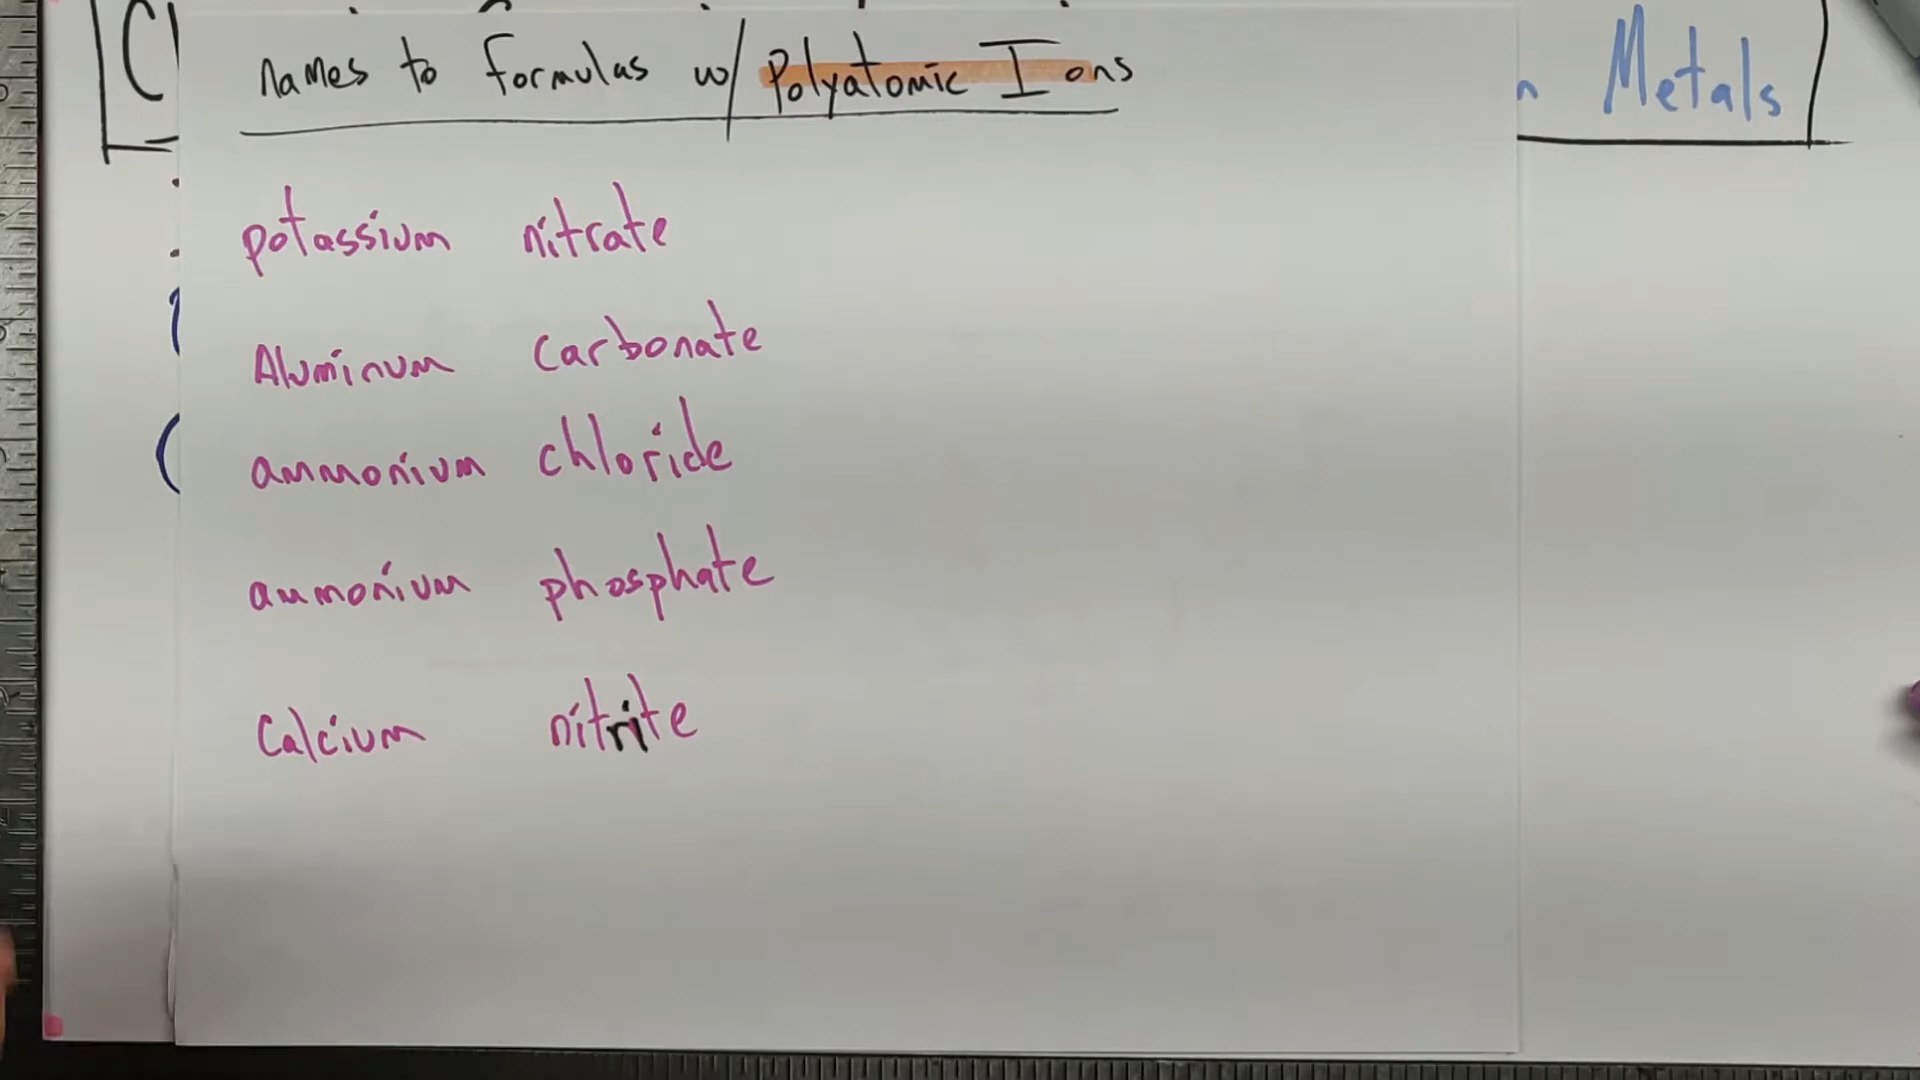 names to formulas w/ Polyatomic Ions
Metals
potassium nitrate
Aluminum carbonate
ammonium chloride
ammonium phosphate
Calcium nitrite